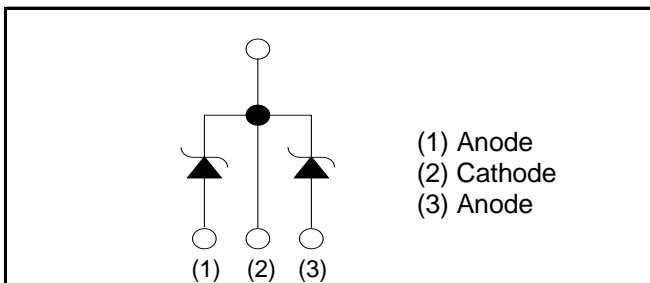 (1) Anode
(2) Cathode
(3) Anode
(1) (2) (3)